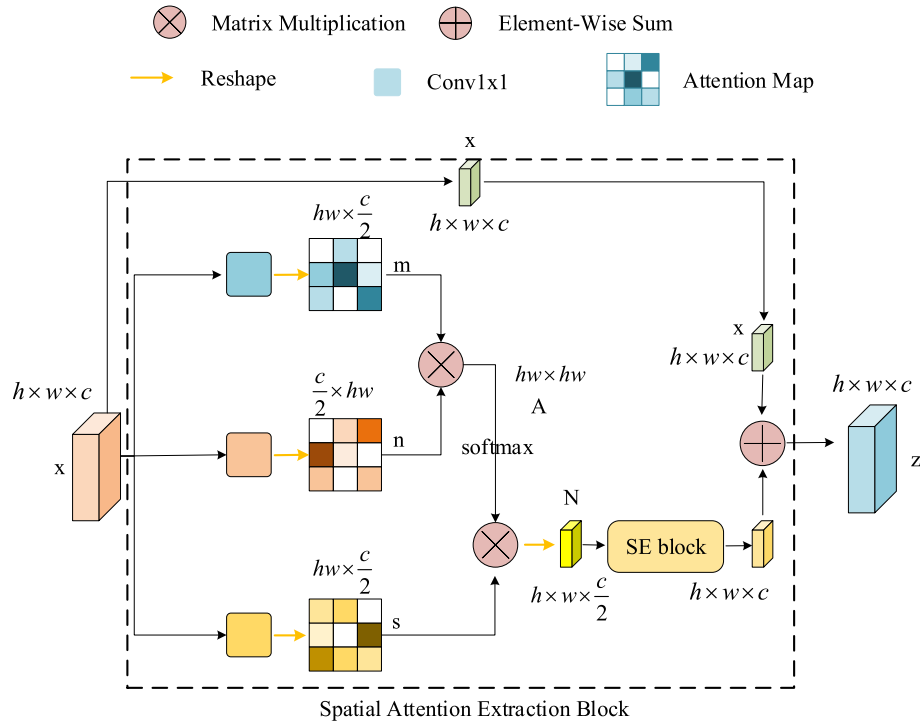 Matrix Multiplication
Element-Wise Sum
Reshape
Conv1x1
Attention Map
x
h × w × c
hw × c/2
m
x
h × w × c
h × w × c
c/2 × hw
hw × hw
A
h × w × c
x
n
softmax
z
N
SE block
hw × c/2
h × w × c/2
h × w × c
s
Spatial Attention Extraction Block